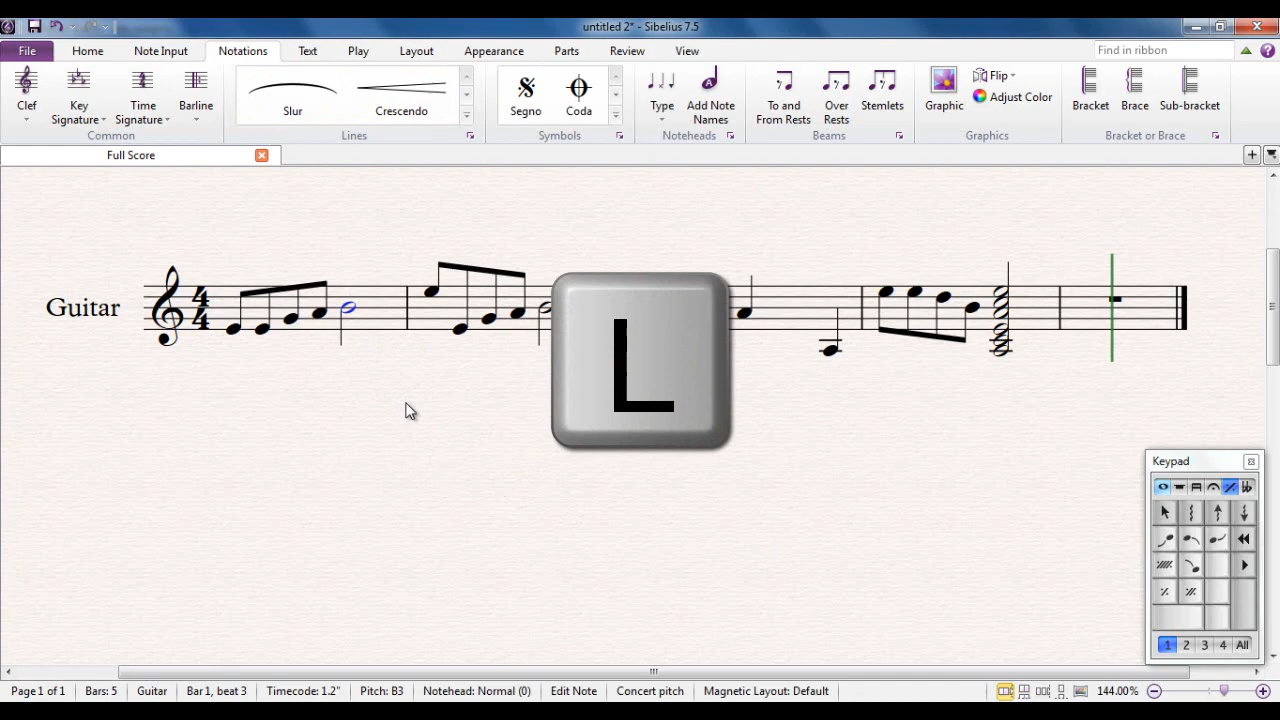 untitled 2* - Sibelius 7.5
File Home Note Input Notations Text Play Layout Appearance Parts Review View Find in ribbon
Clef Key Signature Time Signature Barline
Common
Slur Crescendo
Lines
Segno Coda
Symbols
Type Add Note Names
Noteheads
To and From Rests Over Rests Stemlets
Beams
Graphic Flip Adjust Color
Graphics
Bracket Brace Sub-bracket
Bracket or Brace
Full Score
Guitar 4 4
L
Keypad
1 2 3 4 All
Page 1 of 1 Bars: 5 Guitar Bar 1, beat 3 Timecode: 1.2" Pitch: B3 Notehead: Normal (0) Edit Note Concert pitch Magnetic Layout: Default 144.00%